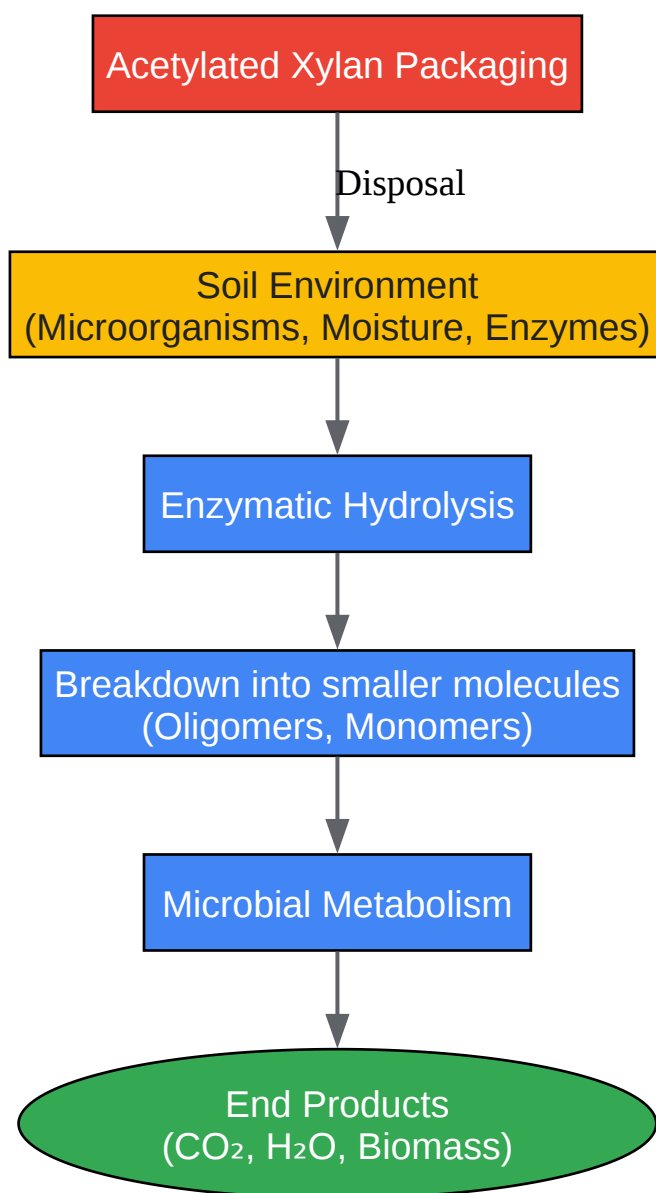 Acetylated Xylan Packaging
Disposal
Soil Environment
(Microorganisms, Moisture, Enzymes)
Enzymatic Hydrolysis
Breakdown into smaller molecules
(Oligomers, Monomers)
Microbial Metabolism
End Products
(CO₂, H₂O, Biomass)